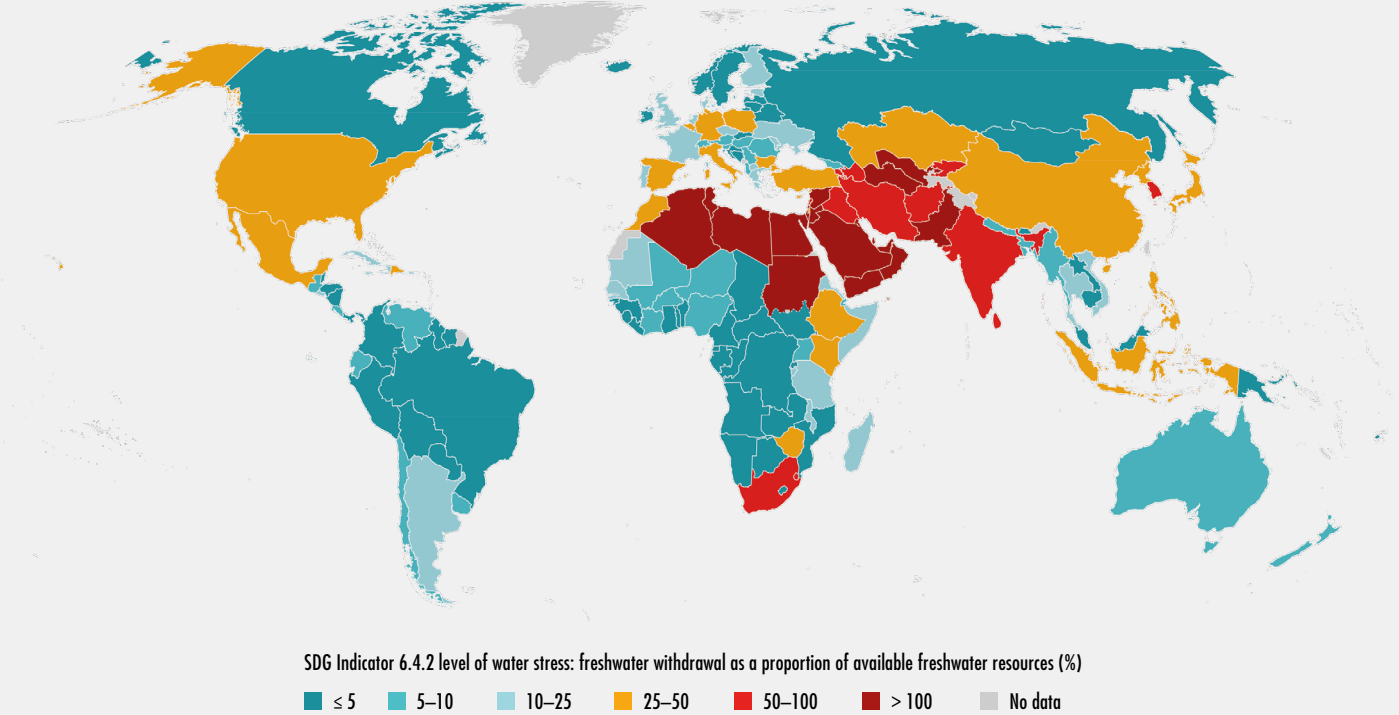 SDG Indicator 6.4.2 level of water stress: freshwater withdrawal as a proportion of available freshwater resources (%)
≤ 5 5–10 10–25 25–50 50–100 > 100 No data